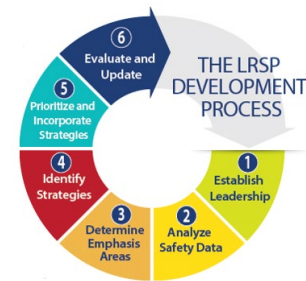 THE LRSP
DEVELOPMENT
PROCESS
1
Establish
Leadership
2
Analyze
Safety Data
3
Determine
Emphasis
Areas
4
Identify
Strategies
5
Prioritize and
Incorporate
Strategies
6
Evaluate and
Update